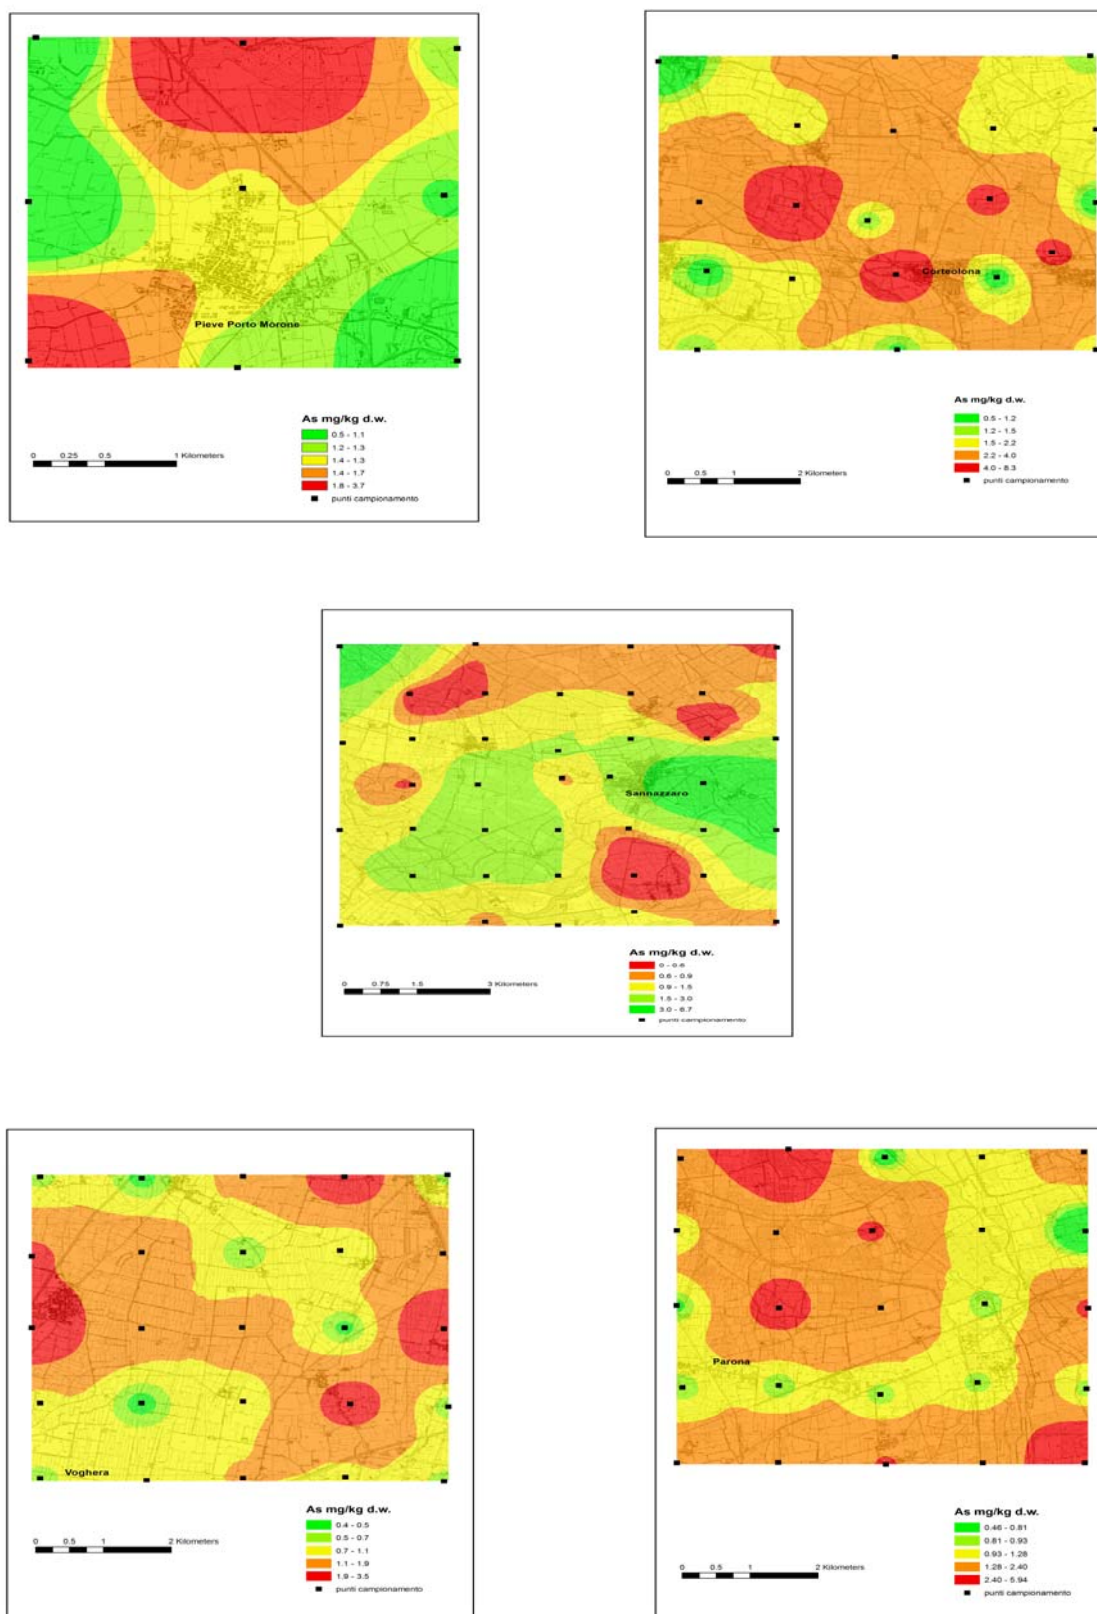 Pieve Porto Morone
As mg/kg d.w.
0.5 - 1.1
1.2 - 1.3
1.4 - 1.3
1.4 - 1.7
1.8 - 3.7
punti campionamento
0 0.25 0.5 1 Kilometers
Corteolona
As mg/kg d.w.
0.5 - 1.2
1.2 - 1.5
1.5 - 2.2
2.2 - 4.0
4.0 - 8.3
punti campionamento
0 0.5 1 2 Kilometers
Sannazzaro
As mg/kg d.w.
0 - 0.6
0.6 - 0.9
0.9 - 1.5
1.5 - 3.0
3.0 - 6.7
punti campionamento
0 0.75 1.5 3 Kilometers
Voghera
As mg/kg d.w.
0.4 - 0.5
0.5 - 0.7
0.7 - 1.1
1.1 - 1.9
1.9 - 3.5
punti campionamento
0 0.5 1 2 Kilometers
Parona
As mg/kg d.w.
0.46 - 0.81
0.81 - 0.93
0.93 - 1.28
1.28 - 2.40
2.40 - 5.94
punti campionamento
0 0.5 1 2 Kilometers